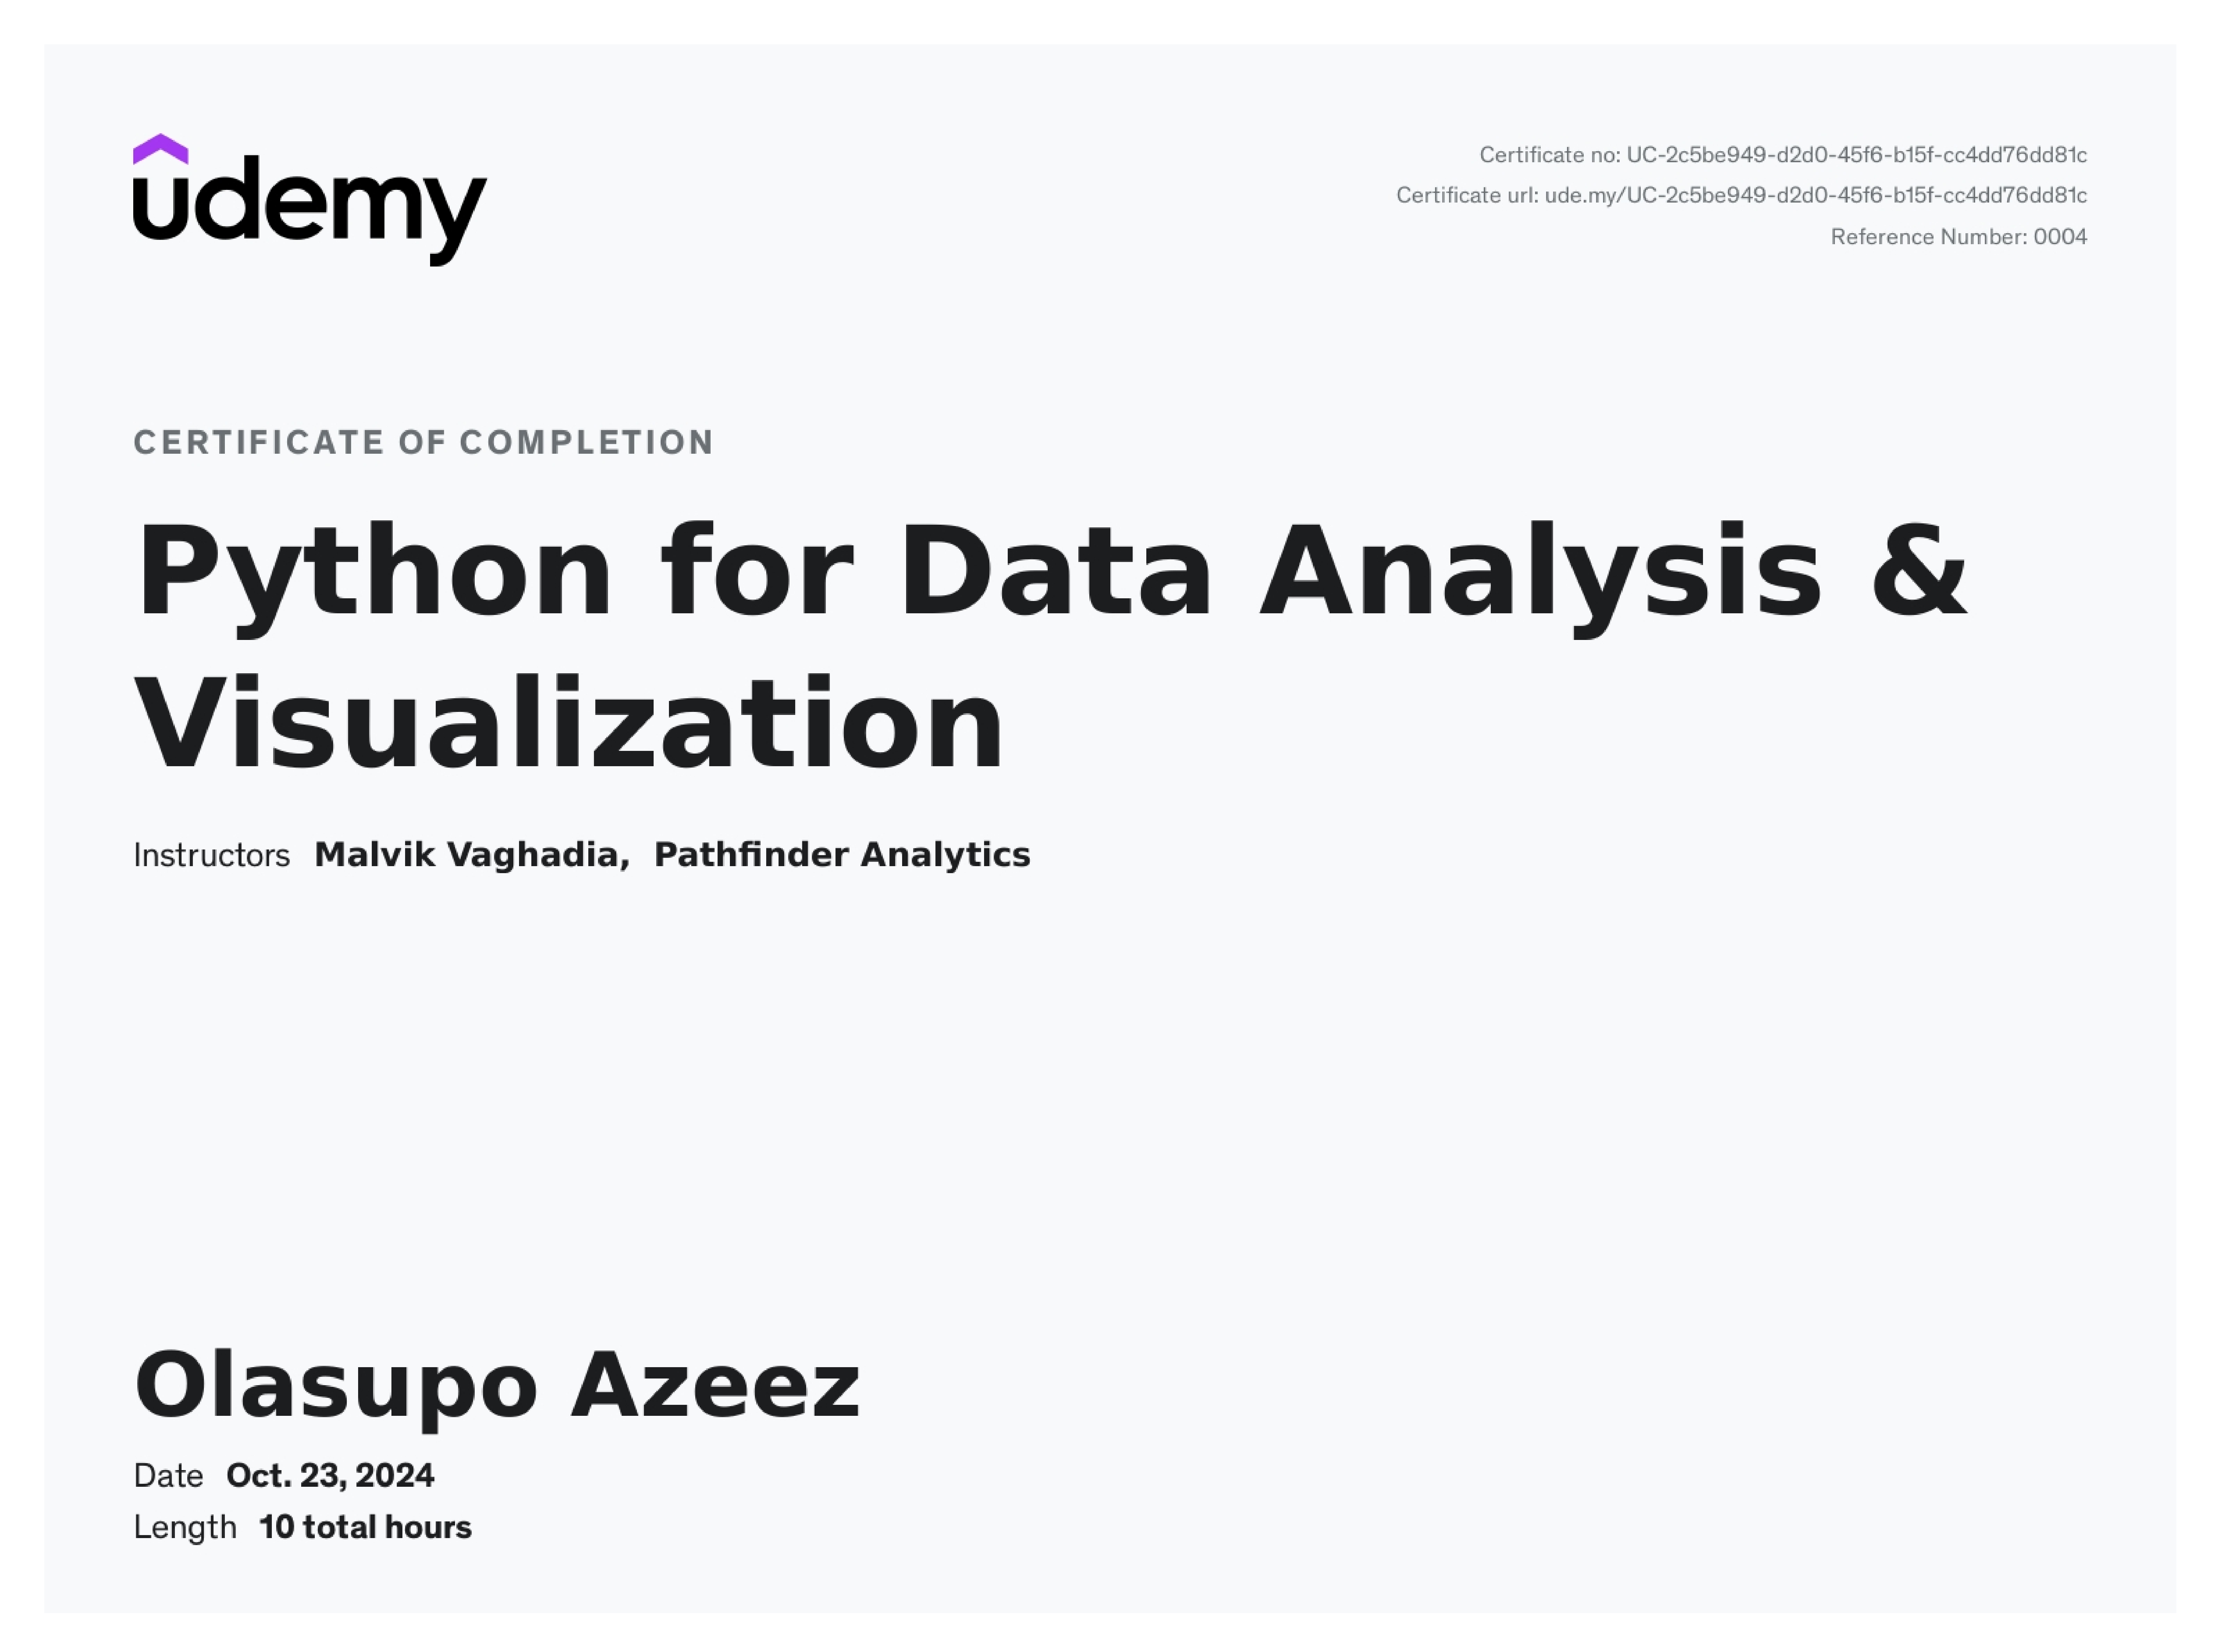 udemy
Certificate no: UC-2c5be949-d2d0-45f6-b15f-cc4dd76dd81c
Certificate url: ude.my/UC-2c5be949-d2d0-45f6-b15f-cc4dd76dd81c
Reference Number: 0004
CERTIFICATE OF COMPLETION
Python for Data Analysis &
Visualization
Instructors Malvik Vaghadia, Pathfinder Analytics
Olasupo Azeez
Date Oct. 23, 2024
Length 10 total hours